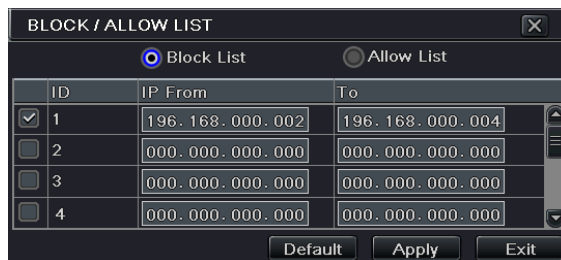 BLOCK / ALLOW LIST
Block List Allow List
ID IP From To
1 196. 168. 000. 002 196. 168. 000. 004
2 000. 000. 000. 000 000. 000. 000. 000
3 000. 000. 000. 000 000. 000. 000. 000
4 000. 000. 000. 000 000. 000. 000. 000
Default Apply Exit